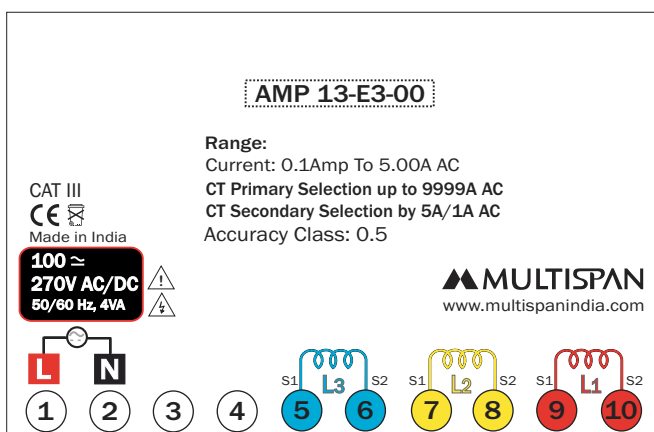 AMP 13-E3-00
Range:
Current: 0.1Amp To 5.00A AC
CT Primary Selection up to 9999A AC
CT Secondary Selection by 5A/1A AC
Accuracy Class: 0.5
CAT III
CE
Made in India
100 ≃
270V AC/DC
50/60 Hz, 4VA
MULTISPAN
www.multispanindia.com
L N
S1 L3 S2 S1 L2 S2 S1 L1 S2
1 2 3 4 5 6 7 8 9 10